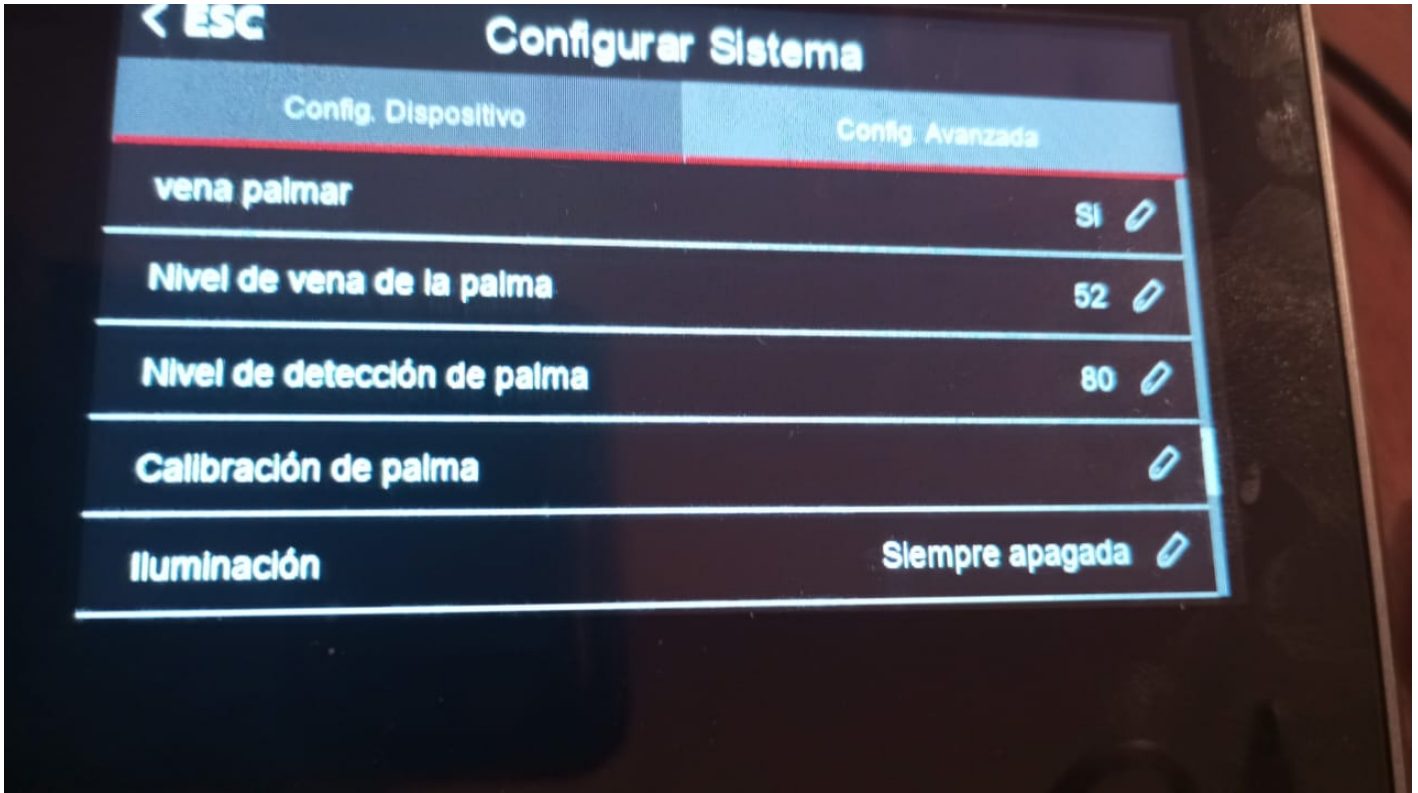 < ESC
Configurar Sistema
Config. Dispositivo
Config. Avanzada
vena palmar
Sí
Nivel de vena de la palma
52
Nivel de detección de palma
80
Calibración de palma
Iluminación
Siempre apagada